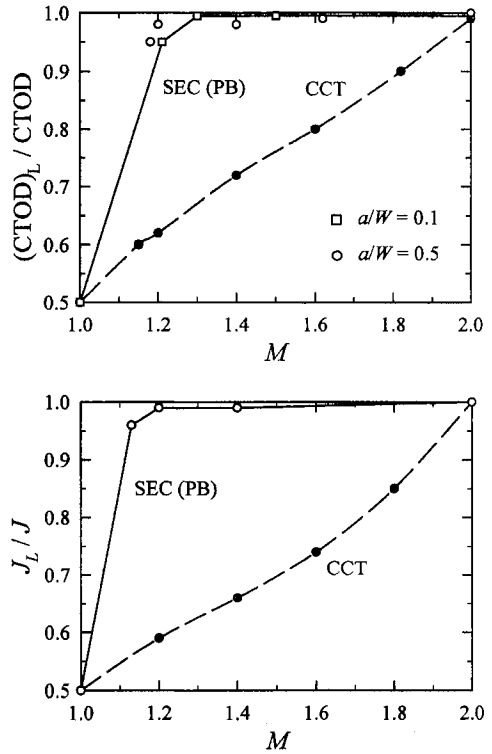 (CTOD)L / CTOD
1.0
0.9
0.8
0.7
0.6
0.5
SEC (PB)
CCT
a/W = 0.1
a/W = 0.5
1.0 1.2 1.4 1.6 1.8 2.0
M
JL / J
1.0
0.9
0.8
0.7
0.6
0.5
SEC (PB)
CCT
1.0 1.2 1.4 1.6 1.8 2.0
M